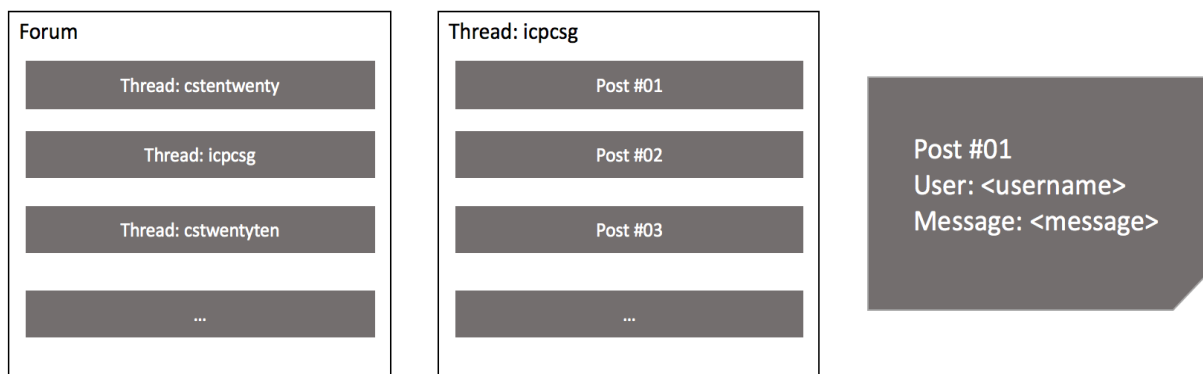 Forum
Thread: cstentwenty
Thread: icpcsg
Thread: cstwentyten
...
Thread: icpcsg
Post #01
Post #02
Post #03
...
Post #01
User: <username>
Message: <message>